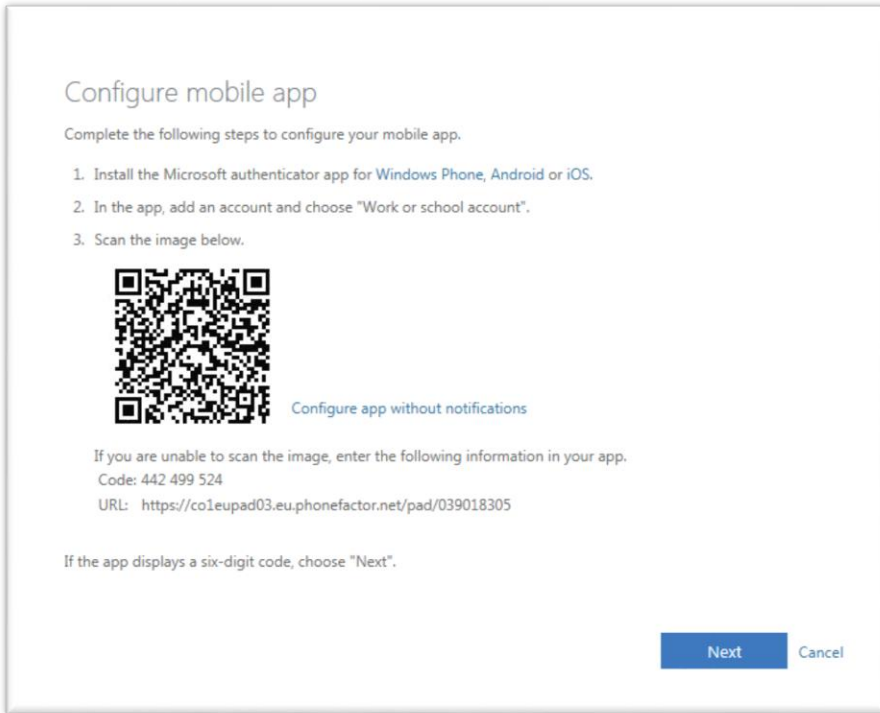 Configure mobile app
Complete the following steps to configure your mobile app.
1. Install the Microsoft authenticator app for Windows Phone, Android or iOS.
2. In the app, add an account and choose "Work or school account".
3. Scan the image below.
Configure app without notifications
If you are unable to scan the image, enter the following information in your app.
Code: 442 499 524
URL: https://co1eupad03.eu.phonefactor.net/pad/039018305
If the app displays a six-digit code, choose "Next".
Next Cancel